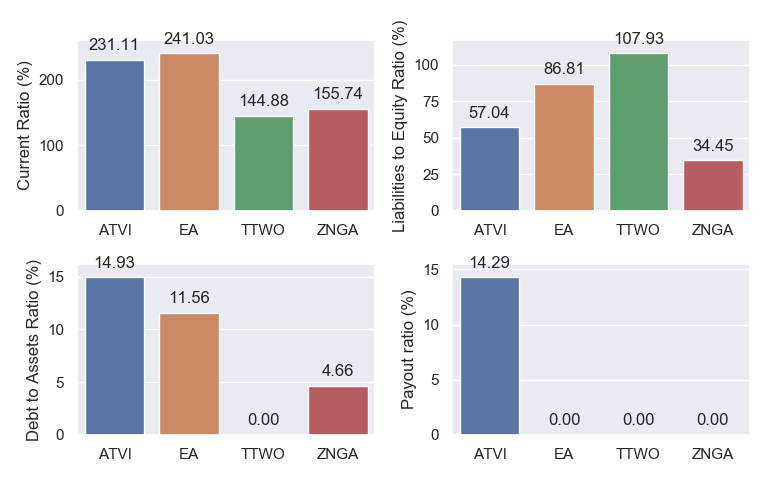 Current Ratio (%)
200
100
0
231.11
241.03
144.88
155.74
ATVI
EA
TTWO
ZNGA
Liabilities to Equity Ratio (%)
100
75
50
25
0
57.04
86.81
107.93
34.45
ATVI
EA
TTWO
ZNGA
Debt to Assets Ratio (%)
15
10
5
0
14.93
11.56
0.00
4.66
ATVI
EA
TTWO
ZNGA
Payout ratio (%)
15
10
5
0
14.29
0.00
0.00
0.00
ATVI
EA
TTWO
ZNGA